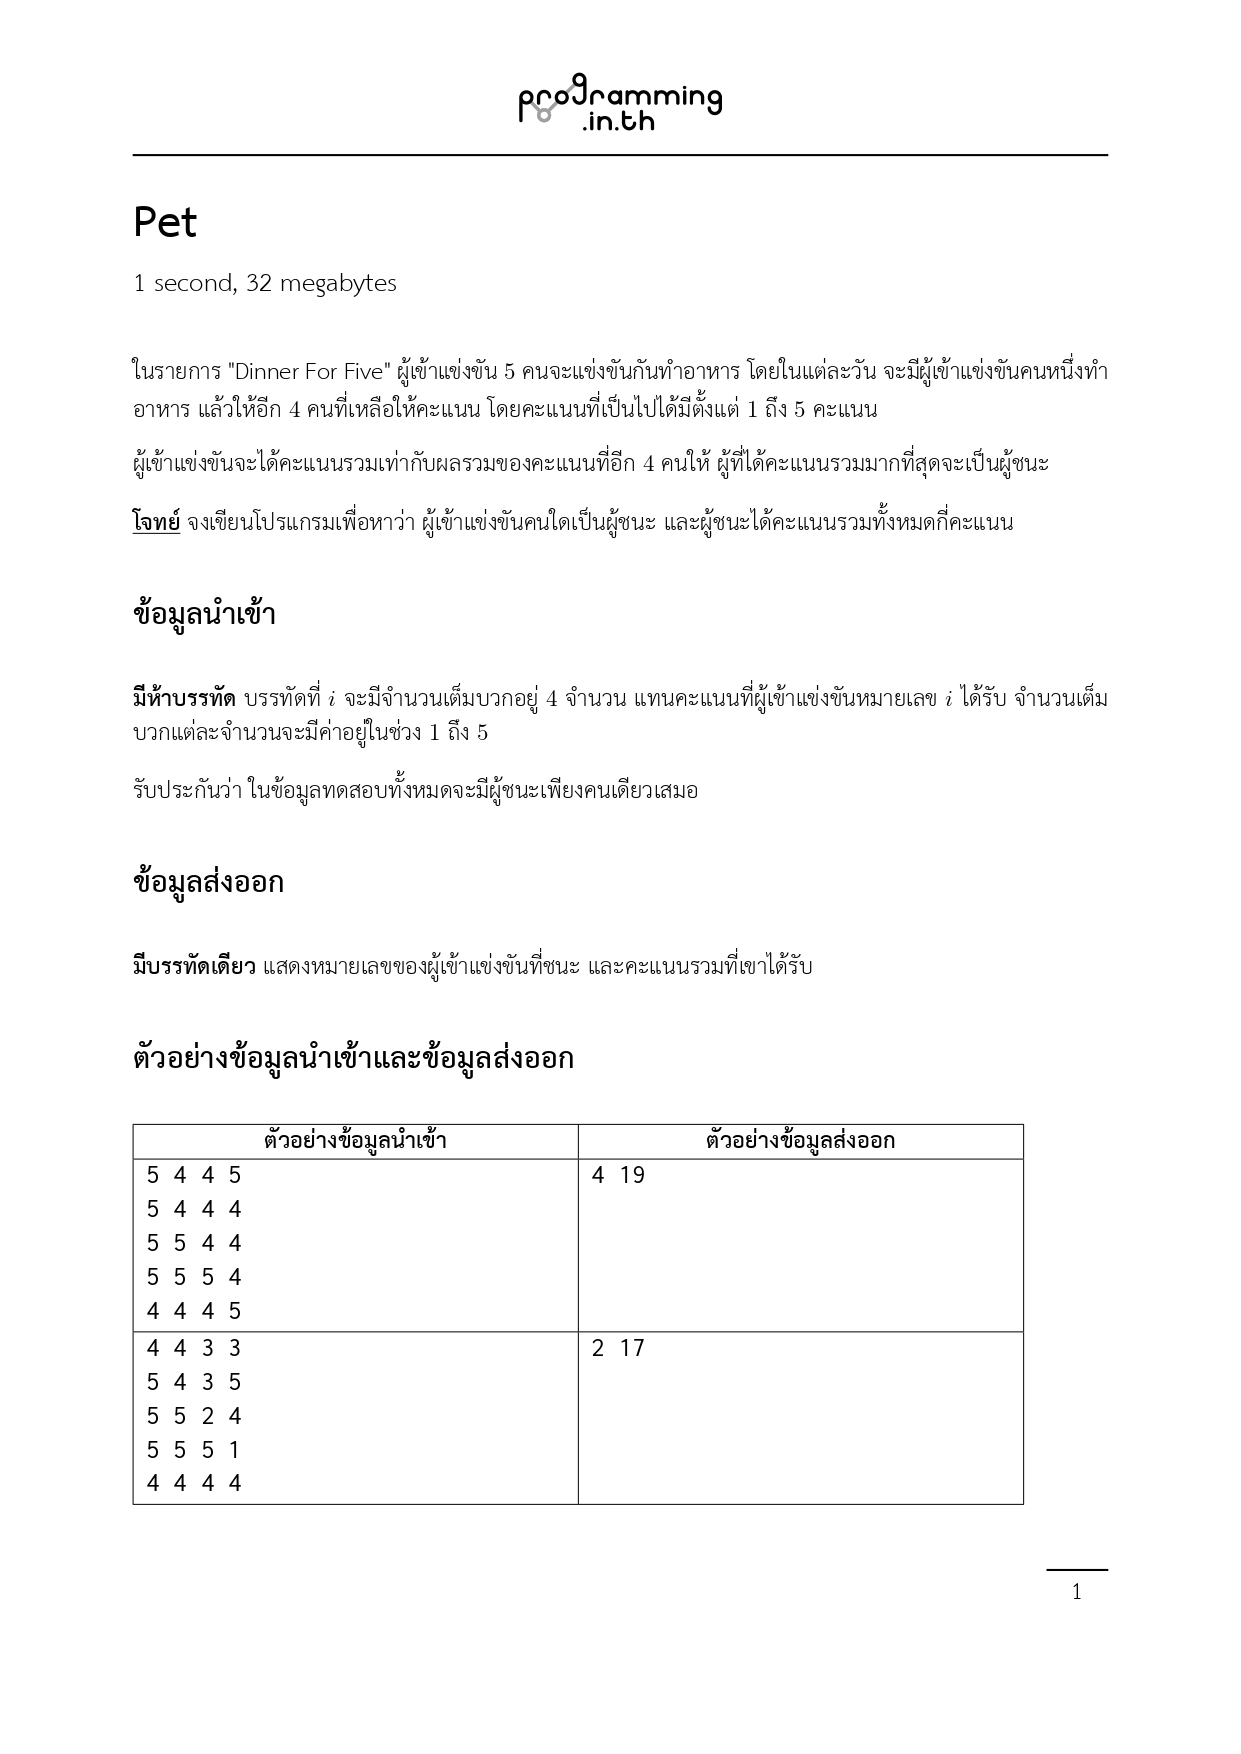 programming
.in.th
Pet
1 second, 32 megabytes
ในรายการ "Dinner For Five" ผู้เข้าแข่งขัน 5 คนจะแข่งขันกันทำอาหาร โดยในแต่ละวัน จะมีผู้เข้าแข่งขันคนหนึ่งทำ
อาหาร แล้วให้อีก 4 คนที่เหลือให้คะแนน โดยคะแนนที่เป็นไปได้มีตั้งแต่ 1 ถึง 5 คะแนน
ผู้เข้าแข่งขันจะได้คะแนนรวมเท่ากับผลรวมของคะแนนที่อีก 4 คนให้ ผู้ที่ได้คะแนนรวมมากที่สุดจะเป็นผู้ชนะ
โจทย์ จงเขียนโปรแกรมเพื่อหาว่า ผู้เข้าแข่งขันคนใดเป็นผู้ชนะ และผู้ชนะได้คะแนนรวมทั้งหมดกี่คะแนน
ข้อมูลนำเข้า
มีห้าบรรทัด บรรทัดที่ i จะมีจำนวนเต็มบวกอยู่ 4 จำนวน แทนคะแนนที่ผู้เข้าแข่งขันหมายเลข i ได้รับ จำนวนเต็ม
บวกแต่ละจำนวนจะมีค่าอยู่ในช่วง 1 ถึง 5
รับประกันว่า ในข้อมูลทดสอบทั้งหมดจะมีผู้ชนะเพียงคนเดียวเสมอ
ข้อมูลส่งออก
มีบรรทัดเดียว แสดงหมายเลขของผู้เข้าแข่งขันที่ชนะ และคะแนนรวมที่เขาได้รับ
ตัวอย่างข้อมูลนำเข้าและข้อมูลส่งออก
ตัวอย่างข้อมูลนำเข้า ตัวอย่างข้อมูลส่งออก
5 4 4 5 4 19
5 4 4 4
5 5 4 4
5 5 5 4
4 4 4 5
4 4 3 3 2 17
5 4 3 5
5 5 2 4
5 5 5 1
4 4 4 4
1